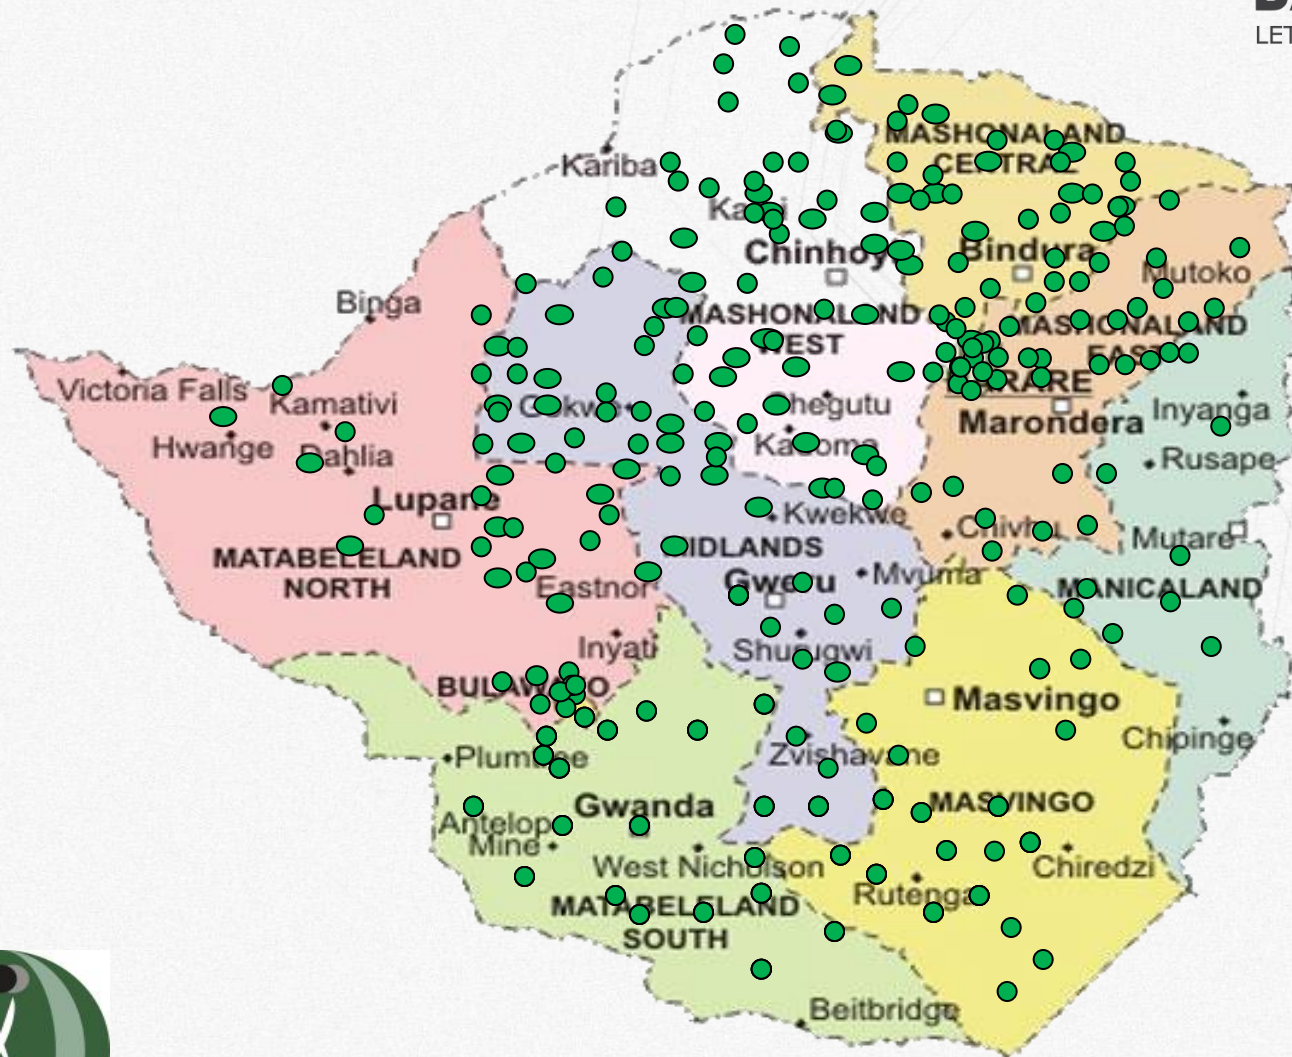 LET
MASHONALAND
CENTRAL
Kariba
Chinhoyi
Bindura
Mutoko
Binga
MASHONALAND
WEST
MASHONALAND
EAST
Victoria Falls
Kamativi
Gokwe
Chegutu
HARARE
Marondera
Inyanga
Hwange
Dahlia
Kadoma
Rusape
Lupane
Kwekwe
Chivhu
Mutare
MATABELELAND
NORTH
MIDLANDS
Gweru
Mvuma
MANICALAND
Eastnor
Inyati
Shurugwi
BULAWAYO
Masvingo
Plumtree
Zvishavane
Chipinge
Gwanda
MASVINGO
Antelop
Mine
West Nicholson
Chiredzi
Rutenga
MATABELELAND
SOUTH
Beitbridge